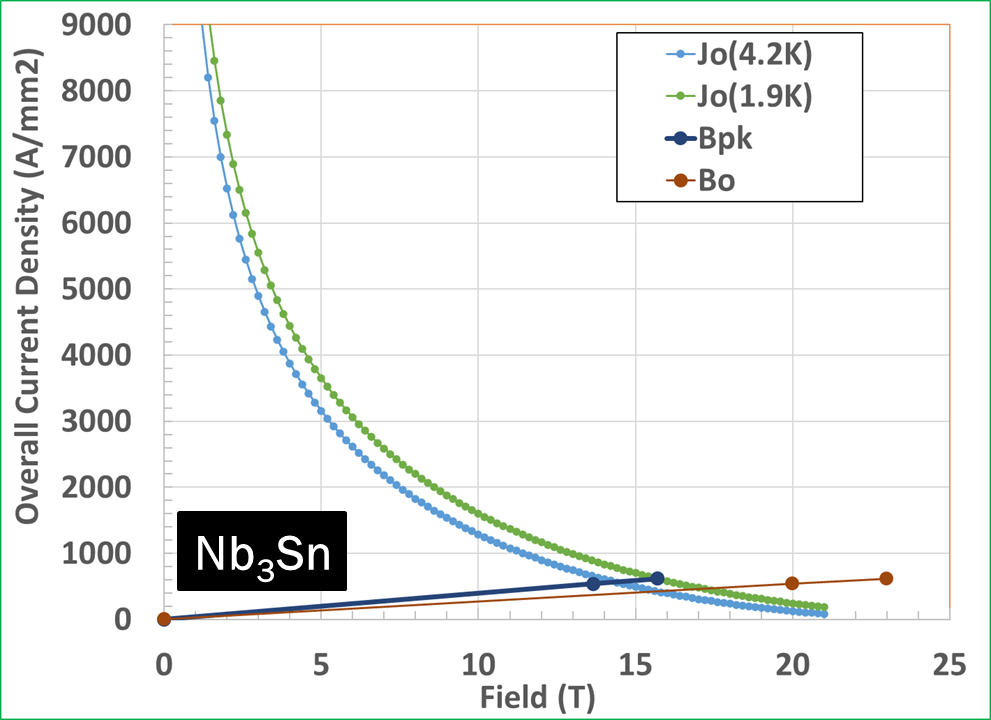 Overall Current Density (A/mm2)
9000
8000
7000
6000
5000
4000
3000
2000
1000
0
Jo(4.2K)
Jo(1.9K)
Bpk
Bo
Nb₃Sn
0 5 10 15 20 25
Field (T)